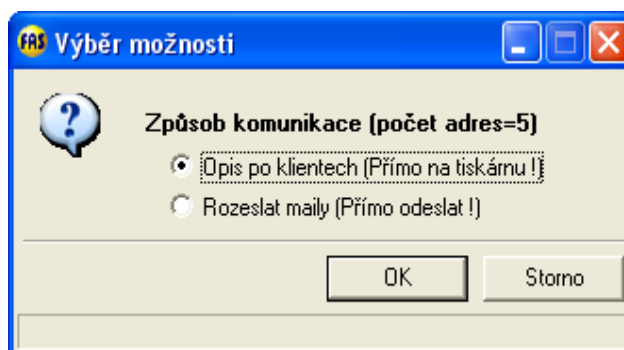 FAS Výběr možnosti
Způsob komunikace (počet adres=5)
Opis po klientech (Přímo na tiskárnu !)
Rozeslat maily (Přímo odeslat !)
OK Storno